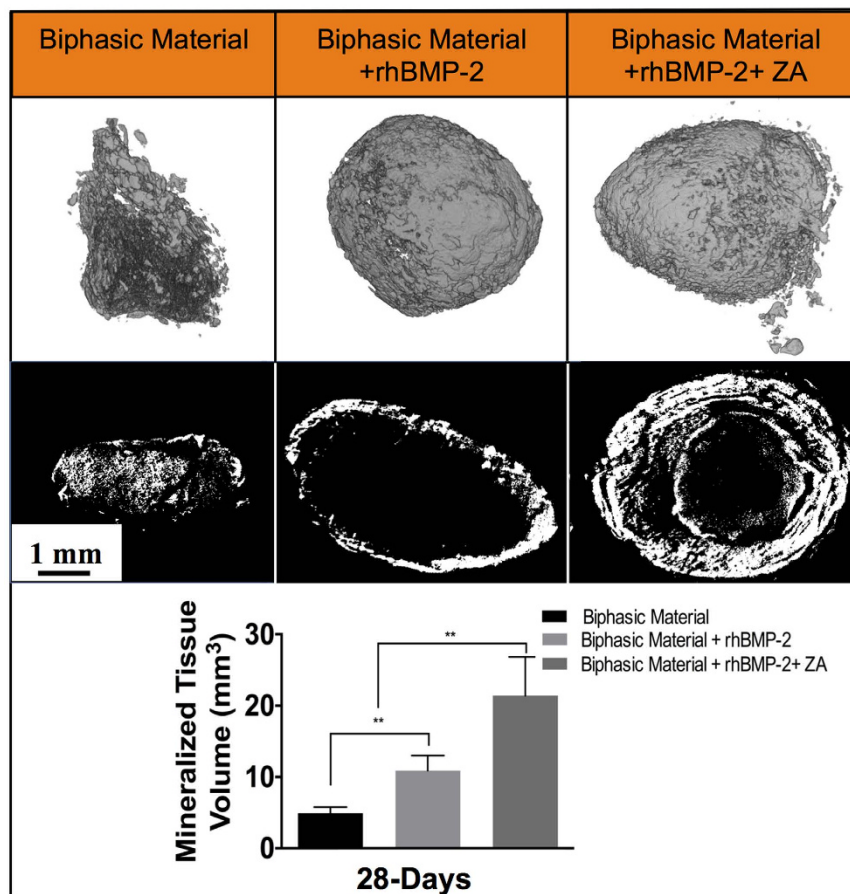 Biphasic Material
Biphasic Material
+rhBMP-2
Biphasic Material
+rhBMP-2+ ZA
1 mm
Mineralized Tissue
Volume (mm³)
30
20
10
0
**
**
Biphasic Material
Biphasic Material + rhBMP-2
Biphasic Material + rhBMP-2+ ZA
28-Days